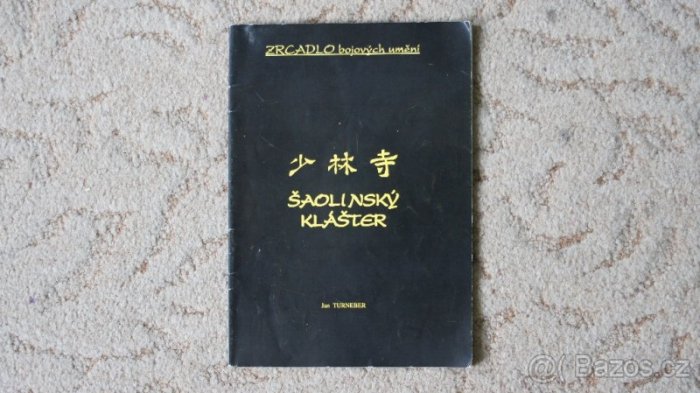 ZRCADLO bojových umění
少林寺
ŠAOLINSKÝ
KLÁŠTER
Jan TURNEBER
Bazos.cz